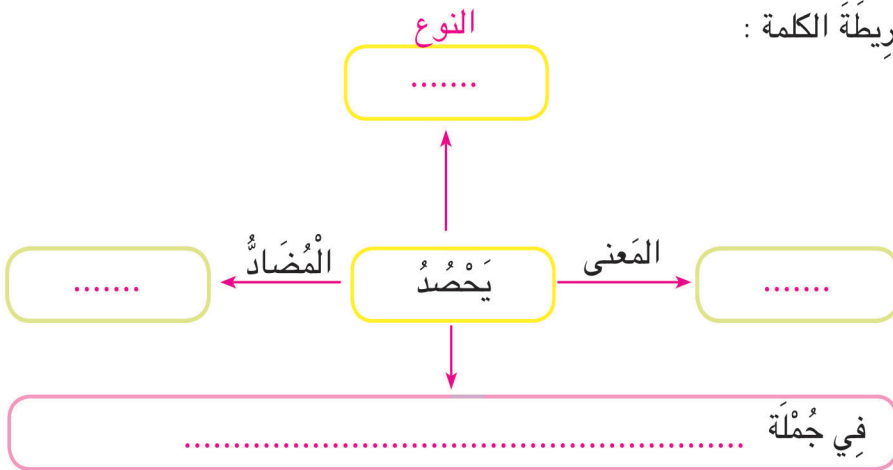 رِيطَةَ الكلمة :
النوع
.......
المَعنى
.......
يَحْصُدُ
الْمُضَادُّ
.......
فِي جُمْلَة ........................................................